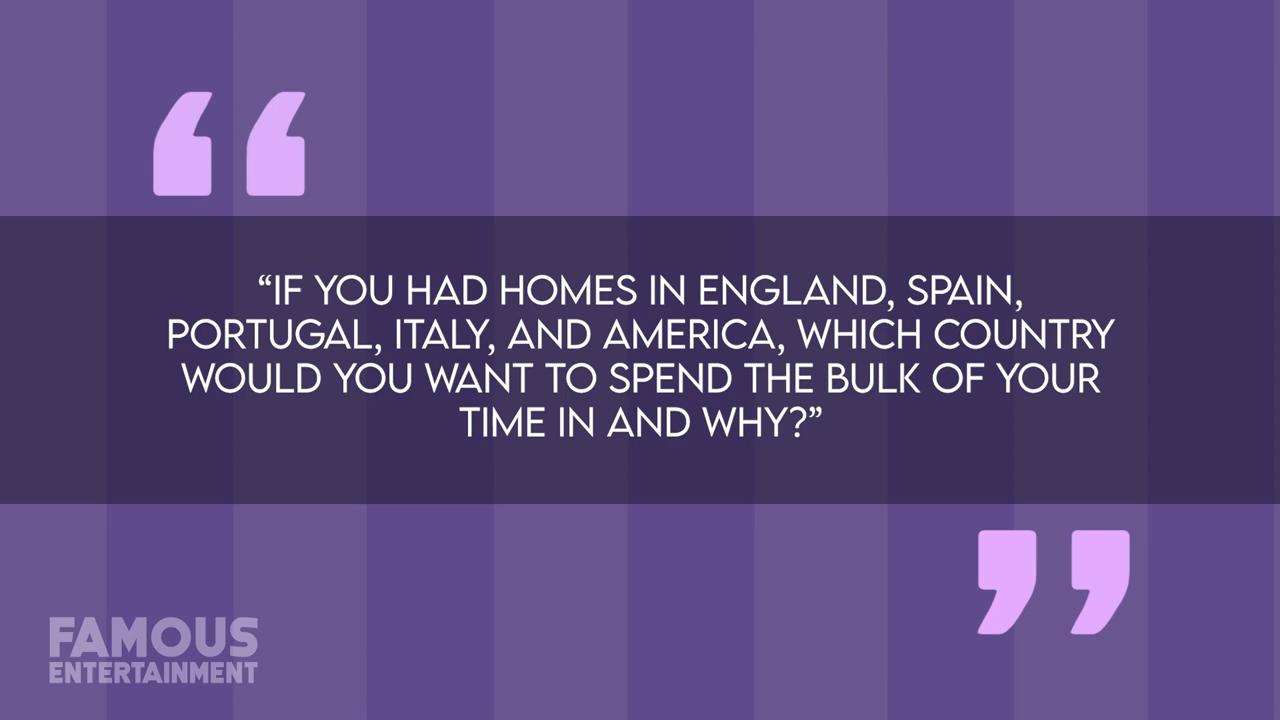 “IF YOU HAD HOMES IN ENGLAND, SPAIN,
PORTUGAL, ITALY, AND AMERICA, WHICH COUNTRY
WOULD YOU WANT TO SPEND THE BULK OF YOUR
TIME IN AND WHY?”
FAMOUS
ENTERTAINMENT